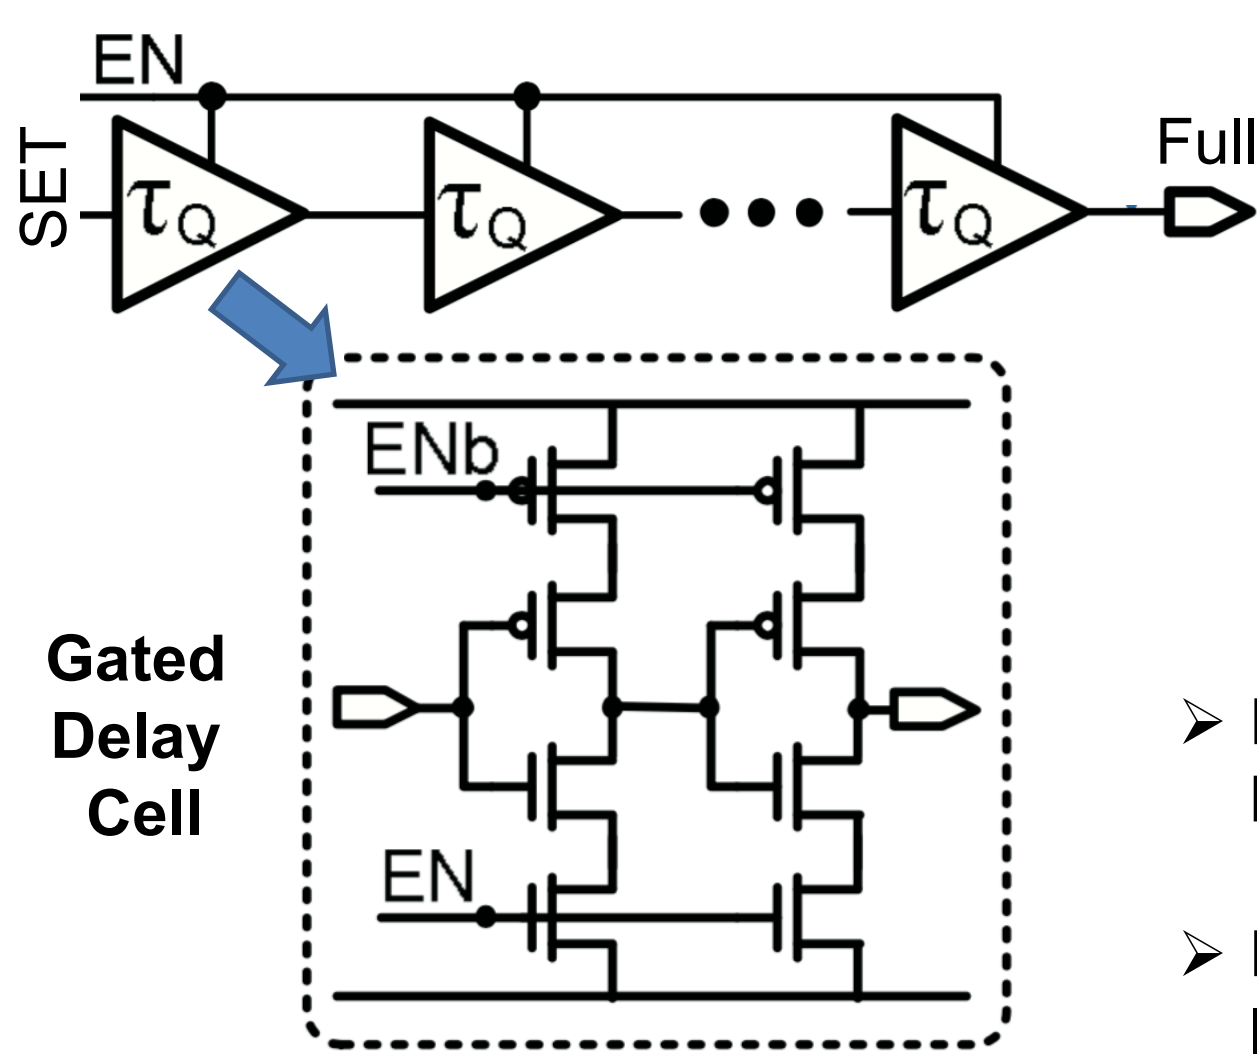 EN
SET
τQ
τQ
τQ
Full
ENb
Gated
Delay
Cell
EN